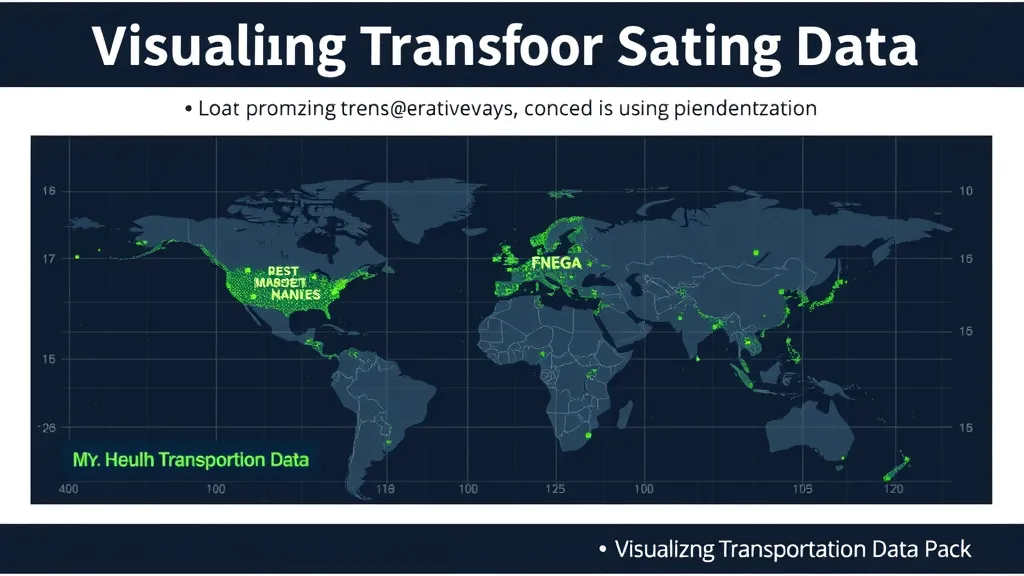 Visualiıng Transfoor Sating Data
• Loat promzing trens@erativevays, conced is using piendentzation
18
10
17
15
REST
MASSET
NANTES
FNEGA
15
15
-26
15
My. Heulh Transportion Data
400
100
119
100
125
100
105
120
• Visualizng Transportation Data Pack